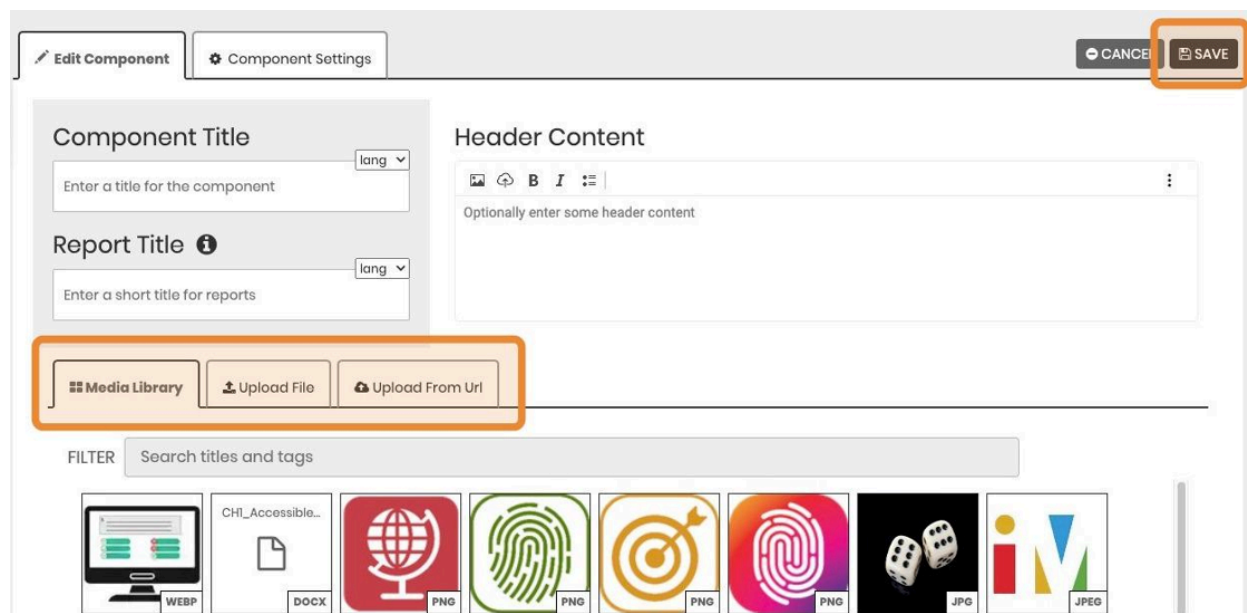 Edit Component
Component Settings
CANCEL
SAVE
Component Title
lang
Enter a title for the component
Report Title
lang
Enter a short title for reports
Header Content
B I
Optionally enter some header content
Media Library
Upload File
Upload From Url
FILTER
Search titles and tags
WEBP
CH1_Accessible...
DOCX
PNG
PNG
PNG
PNG
JPG
iM
JPEG